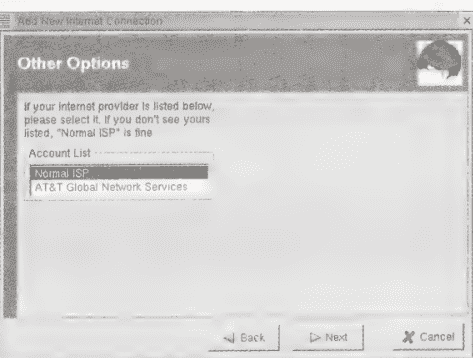 Add New Internet Connection
Other Options
If your internet provider is listed below,
please select it. If you don't see yours
listed, "Normal ISP" is fine
Account List
Normal ISP
AT&T Global Network Services
Back
Next
Cancel